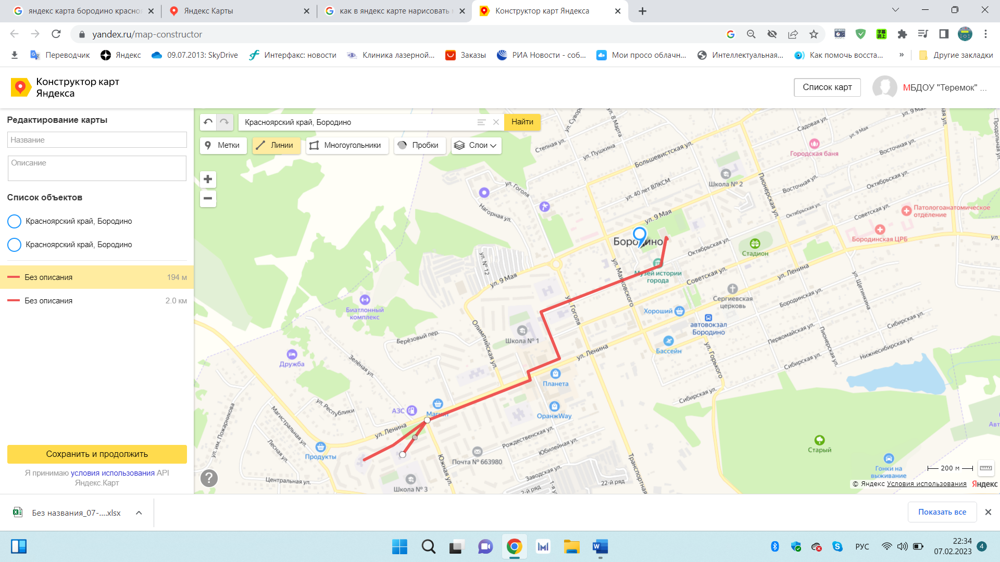 яндекс карта бородино красно
Яндекс Карты
как в яндекс карте нарисовать
Конструктор карт Яндекса
yandex.ru/map-constructor
Переводчик
Яндекс
09.07.2013: SkyDrive
Интерфакс: новости
Клиника лазерной...
Заказы
РИА Новости - соб...
Мои просо облачн...
Интеллектуальная...
Как помочь восста...
»
Другие закладки
Конструктор карт
Яндекса
Список карт
МБДОУ "Теремок" ...
Редактирование карты
Название
Описание
Список объектов
Красноярский край, Бородино
Красноярский край, Бородино
Без описания 194 м
Без описания 2.0 км
Сохранить и продолжить
Я принимаю условия использования API
Яндекс.Карт
Красноярский край, Бородино
Найти
Метки
Линии
Многоугольники
Пробки
Слои
ул. Суворо
ул. 8 Марта
ул. 9 Мая
Садовая ул.
ул. 9 Мая
Продольная ул.
Степная ул.
ул. Пушкина
Большевистская ул.
Городская баня
Восточная ул.
Школа № 2
Пионерская ул.
Восточная ул.
Октябрьская ул.
ул. Гоголя
ул. 40 лет ВЛКСМ
Нагорная ул.
ул. 9 Мая
Октябрьская ул.
Советская ул.
Патологоанатомическое
отделение
Бородино
Октябрьская ул.
Стадион
Бородинская ЦРБ
ул.
ул. № 12
ул. 9 Мая
ул. Маяковского
Музей истории
города
Советская ул.
ул. Ленина
ул. Щетинкина
Биатлонный
комплекс
ул. Гоголя
Сергиевская
церковь
Бородинская ул.
Хороший
автовокзал
Бородино
Олимпийская ул.
Школа № 1
Берёзовый пер.
Первомайская ул.
Пионерская ул.
Сибирская ул.
Нижнесибирская ул.
Бассейн
ул. Ленина
ул. Горького
Сибирская ул.
Дружба
Зелёная ул.
Планета
Сибирская ул.
ул. Республики
АЗС
Магнит
ОранжWay
ул. им. Пожарникова
Магистральная ул.
ул. Ленина
Лесная ул.
Продукты
Рождественская ул.
Юбилейная ул.
Почта № 663980
Южная ул.
Заводская ул.
Транспортная
Старый
Авт
Гонки на
выживание
Центральная ул.
Школа № 3
2-й ряд
1-я у
22-й ряд
200 м
© Яндекс Условия использования
Яндекс
?
Без названия_07-....xlsx
Показать все
РУС
22:34
07.02.2023
4